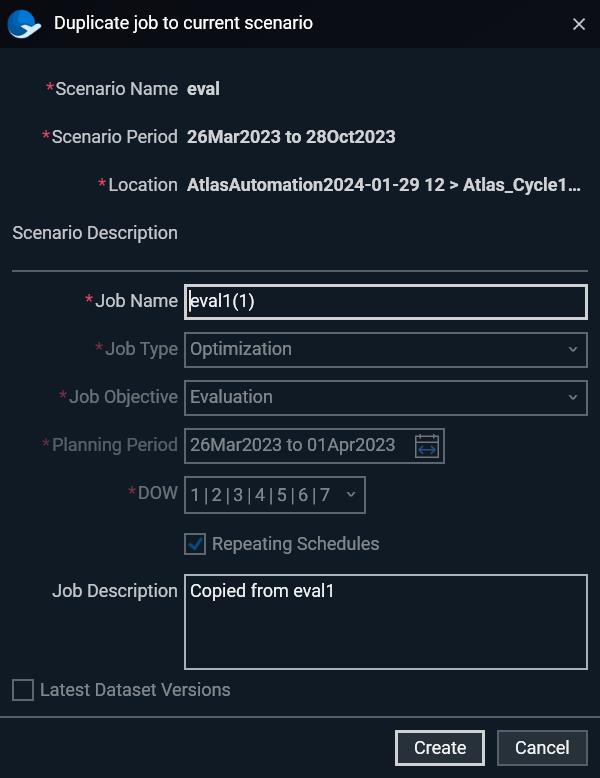 Duplicate job to current scenario
*Scenario Name eval
*Scenario Period 26Mar2023 to 28Oct2023
*Location AtlasAutomation2024-01-29 12 > Atlas_Cycle1...
Scenario Description
*Job Name eval1(1)
*Job Type Optimization
*Job Objective Evaluation
*Planning Period 26Mar2023 to 01Apr2023
*DOW 1 | 2 | 3 | 4 | 5 | 6 | 7
Repeating Schedules
Job Description Copied from eval1
Latest Dataset Versions
Create Cancel